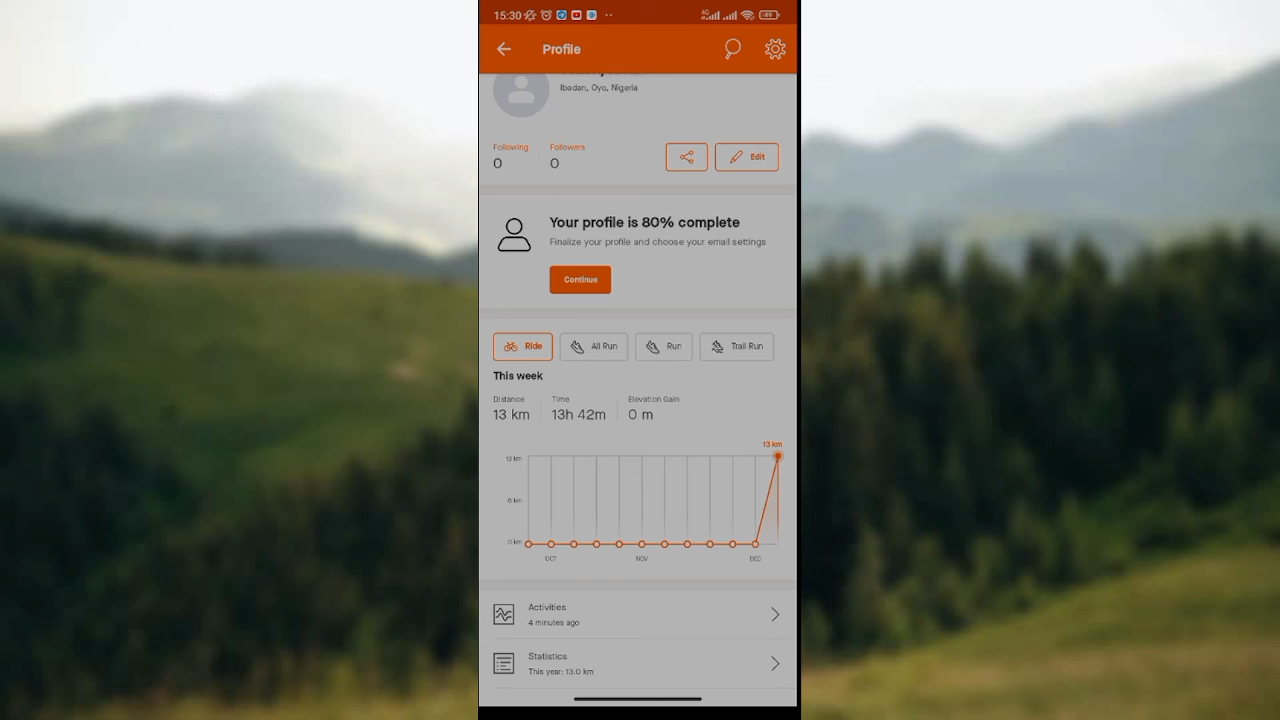 15:30
4G
49
Profile
Ibadan, Oyo, Nigeria
Following
Followers
0
0
Edit
Your profile is 80% complete
Finalize your profile and choose your email settings
Continue
Ride
All Run
Run
Trail Run
This week
Distance
Time
Elevation Gain
13 km
13h 42m
0 m
13 km
6 km
0 km
OCT
NOV
DEC
Activities
4 minutes ago
Statistics
This year: 13.0 km